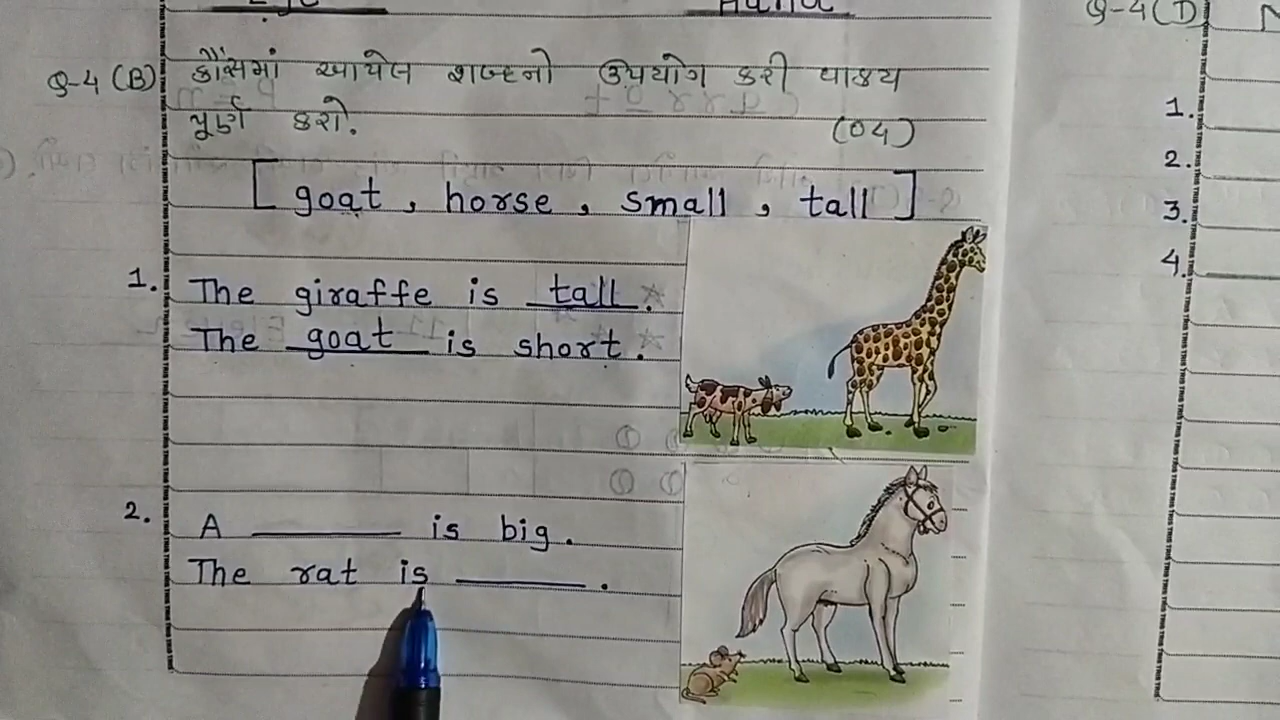 Q-4 (B) કૌંસમાં આપેલ શબ્દનો ઉપયોગ કરી વાક્ય
પૂર્ણ કરો. (04)
[ goat , horse , small , tall ]
1. The giraffe is tall.
The goat is short.
2. A ______ is big.
The rat is ______.
Q-4 (D)
1.
2.
3.
4.